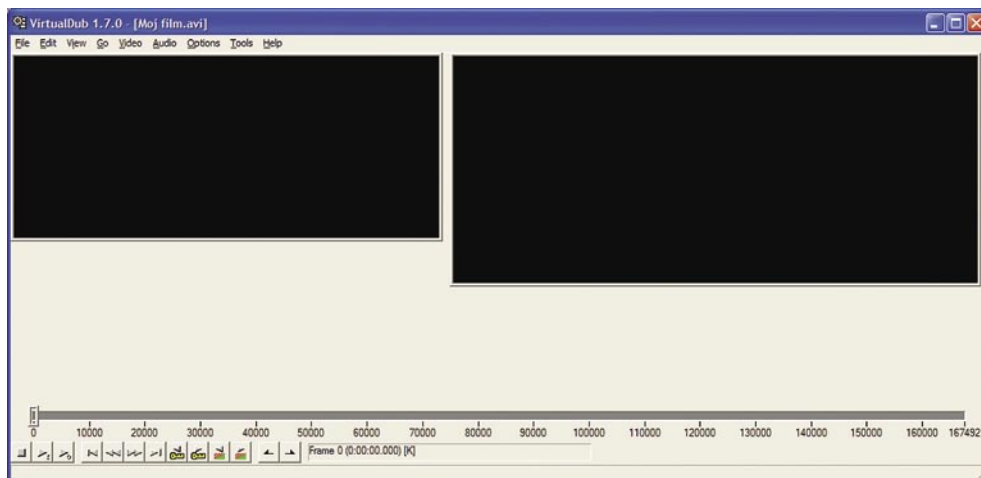 VirtualDub 1.7.0 - [Moj film.avi]
File Edit View Go Video Audio Options Tools Help
0 10000 20000 30000 40000 50000 60000 70000 80000 90000 100000 110000 120000 130000 140000 150000 160000 167492
Frame 0 (0:00:00.000) [K]